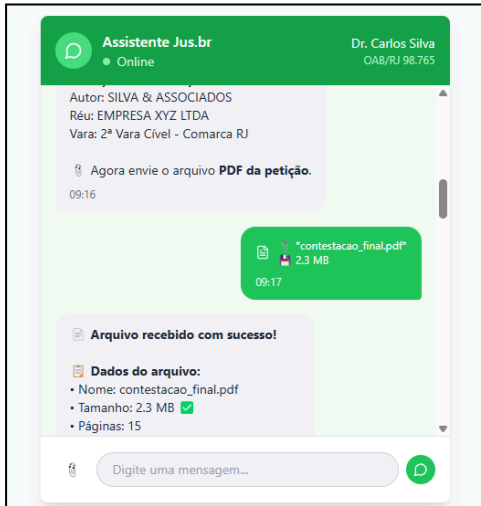 Assistente Jus.br
Online
Dr. Carlos Silva
OAB/RJ 98.765
Autor: SILVA & ASSOCIADOS
Réu: EMPRESA XYZ LTDA
Vara: 2ª Vara Cível - Comarca RJ
Agora envie o arquivo PDF da petição.
09:16
*contestacao_final.pdf*
2.3 MB
09:17
Arquivo recebido com sucesso!
Dados do arquivo:
• Nome: contestacao_final.pdf
• Tamanho: 2.3 MB ✅
• Páginas: 15
Digite uma mensagem...